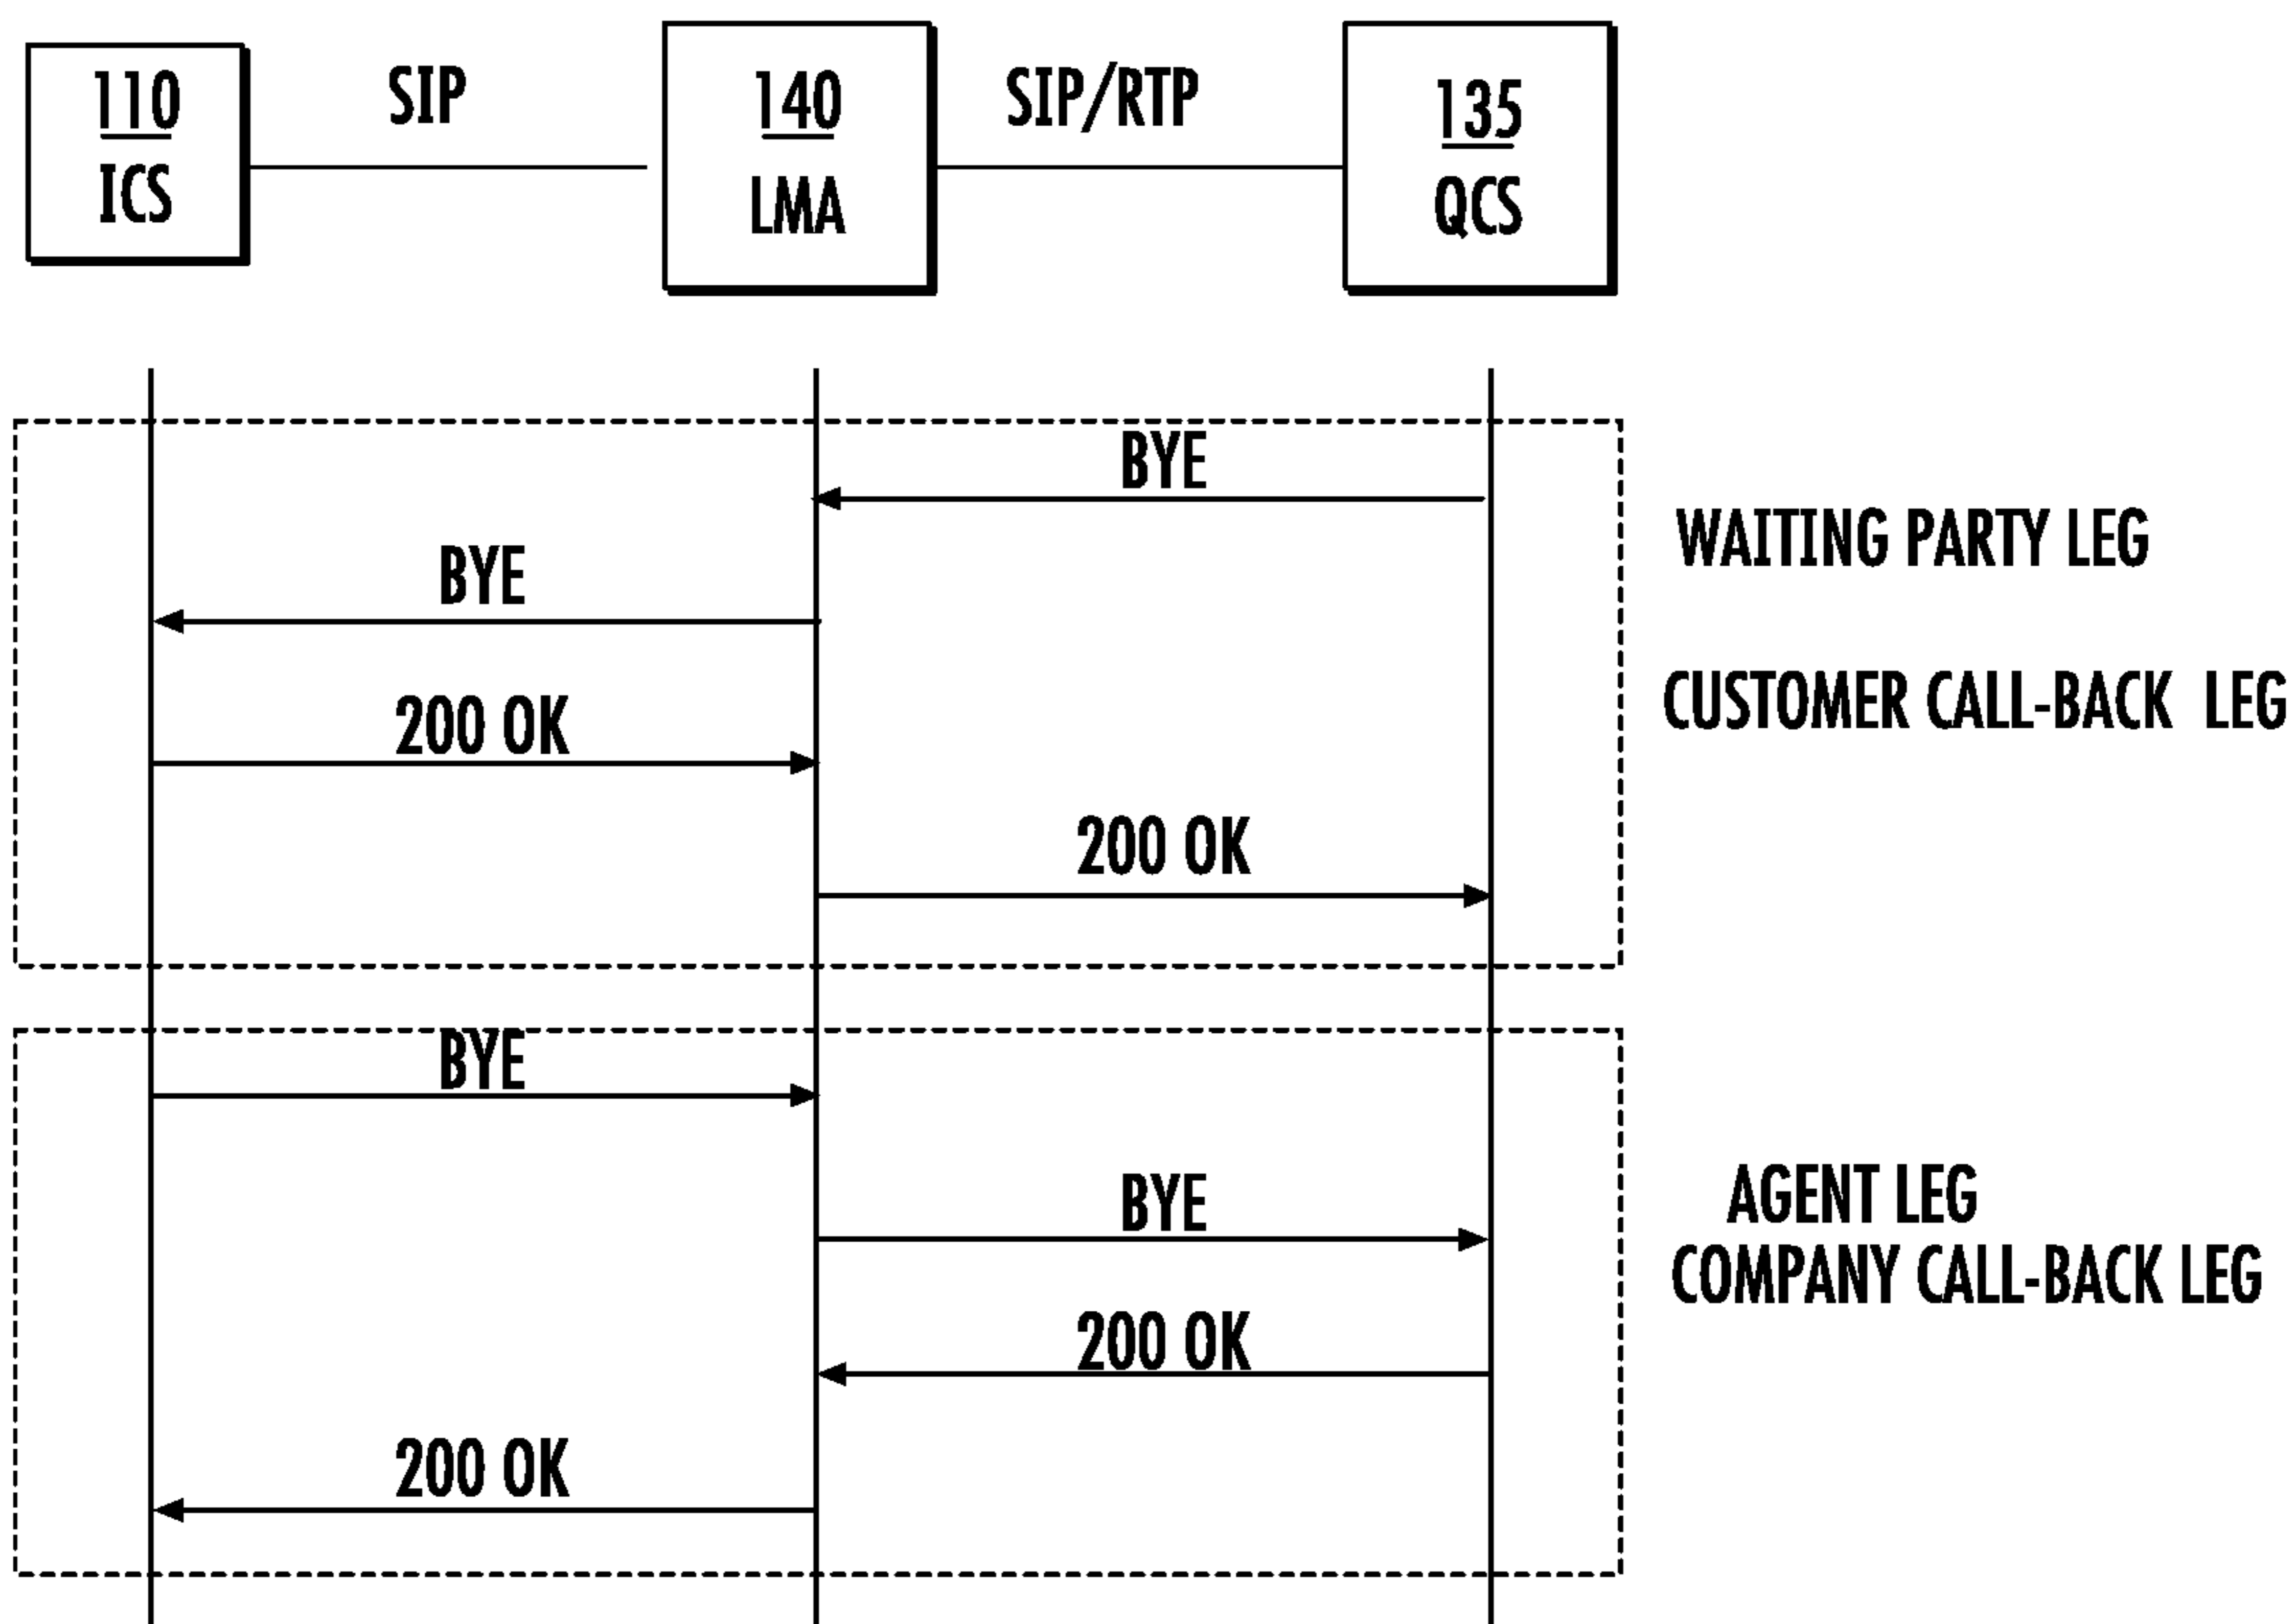 110
ICS
SIP
140
LMA
SIP/RTP
135
QCS
BYE
BYE
200 OK
200 OK
WAITING PARTY LEG
CUSTOMER CALL-BACK LEG
BYE
BYE
200 OK
200 OK
AGENT LEG
COMPANY CALL-BACK LEG